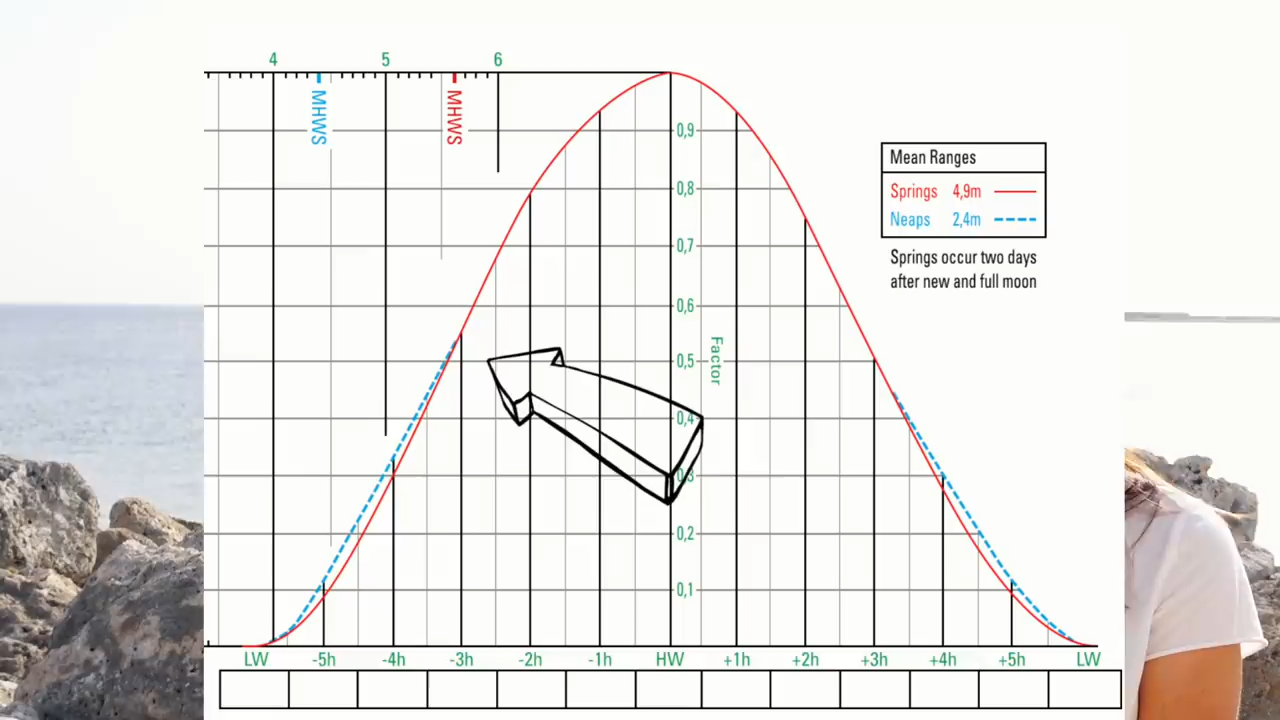 4 5 6
MHWS MHWS
0,9
0,8
0,7
0,6
0,5
0,4
0,3
0,2
0,1
Factor
Mean Ranges
Springs 4,9m
Neaps 2,4m
Springs occur two days
after new and full moon
LW -5h -4h -3h -2h -1h HW +1h +2h +3h +4h +5h LW